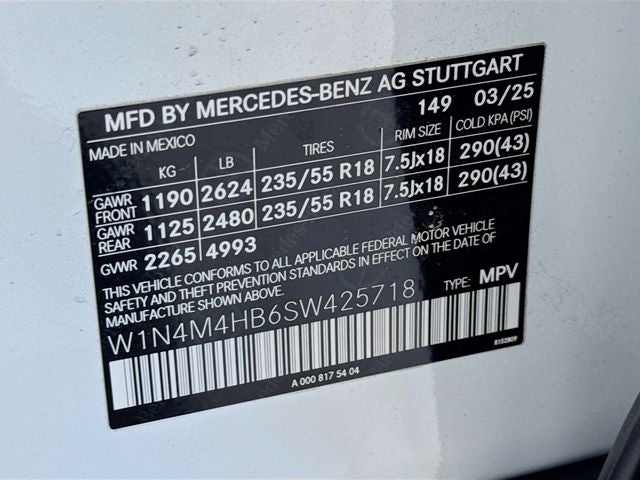 MFD BY MERCEDES-BENZ AG STUTTGART
149 03/25
MADE IN MEXICO
KG LB TIRES RIM SIZE COLD KPA (PSI)
GAWR FRONT 1190 2624 235/55 R18 7.5Jx18 290(43)
GAWR REAR 1125 2480 235/55 R18 7.5Jx18 290(43)
GVWR 2265 4993
THIS VEHICLE CONFORMS TO ALL APPLICABLE FEDERAL MOTOR VEHICLE
SAFETY AND THEFT PREVENTION STANDARDS IN EFFECT ON THE DATE OF
MANUFACTURE SHOWN ABOVE.
TYPE: MPV
W1N4M4HB6SW425718
A 000 817 54 04